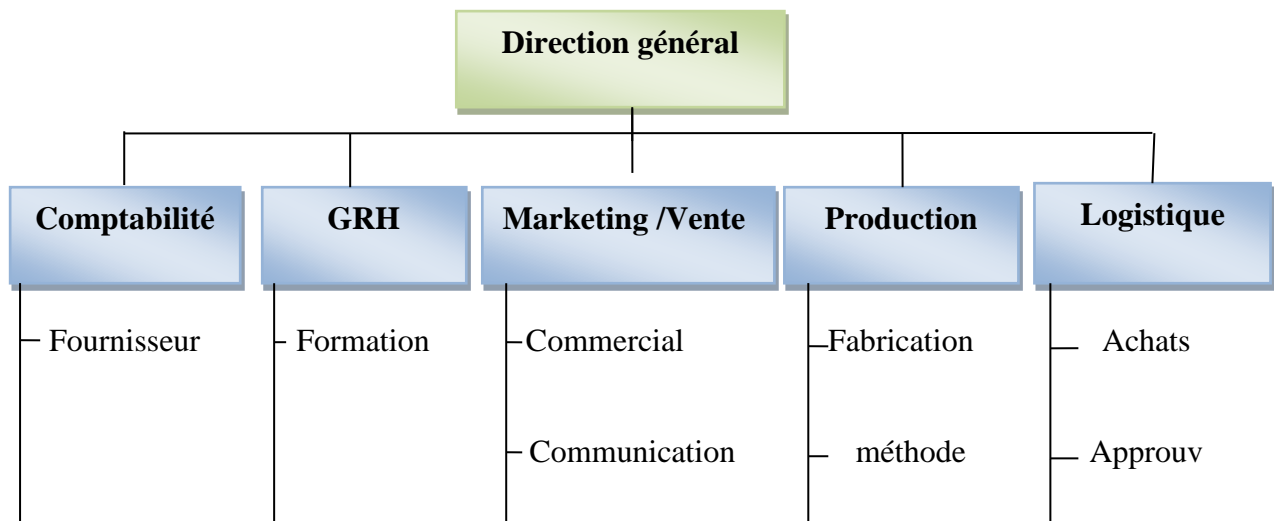 Direction général
Comptabilité
GRH
Marketing /Vente
Production
Logistique
Fournisseur
Formation
Commercial
Fabrication
Achats
Communication
méthode
Approuv